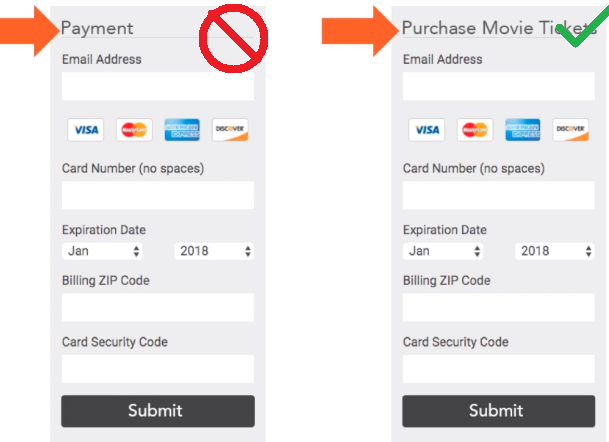 Payment
Email Address
VISA MasterCard AMERICAN EXPRESS DISCOVER
Card Number (no spaces)
Expiration Date
Jan 2018
Billing ZIP Code
Card Security Code
Submit
Purchase Movie Tickets
Email Address
VISA MasterCard AMERICAN EXPRESS DISCOVER
Card Number (no spaces)
Expiration Date
Jan 2018
Billing ZIP Code
Card Security Code
Submit